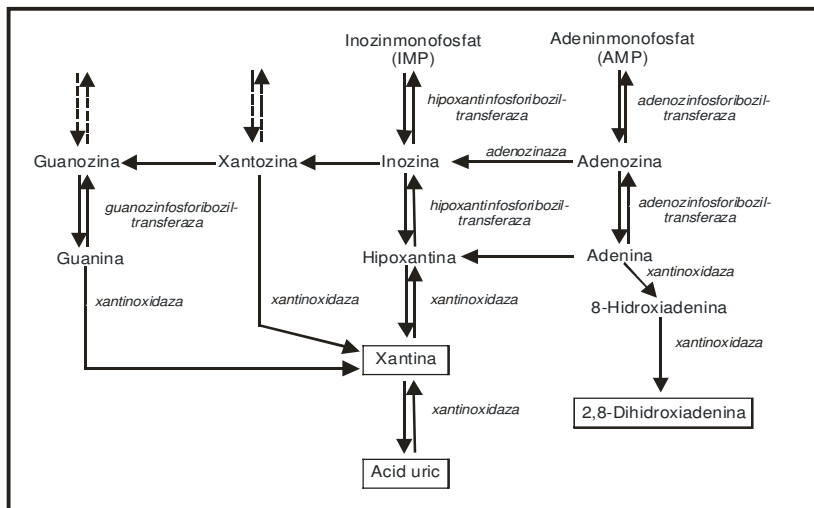 Inozinmonofosfat
(IMP)
Adeninmonofosfat
(AMP)
hipoxantinfosforibozil-
transferaza
adenozinfosforibozil-
transferaza
Guanozina
Xantozina
Inozina
adenozinaza
Adenozina
guanozinfosforibozil-
transferaza
hipoxantinfosforibozil-
transferaza
adenozinfosforibozil-
transferaza
Guanina
Hipoxantina
Adenina
xantinoxidaza
xantinoxidaza
xantinoxidaza
xantinoxidaza
8-Hidroxiadenina
xantinoxidaza
Xantina
xantinoxidaza
2,8-Dihidroxiadenina
Acid uric